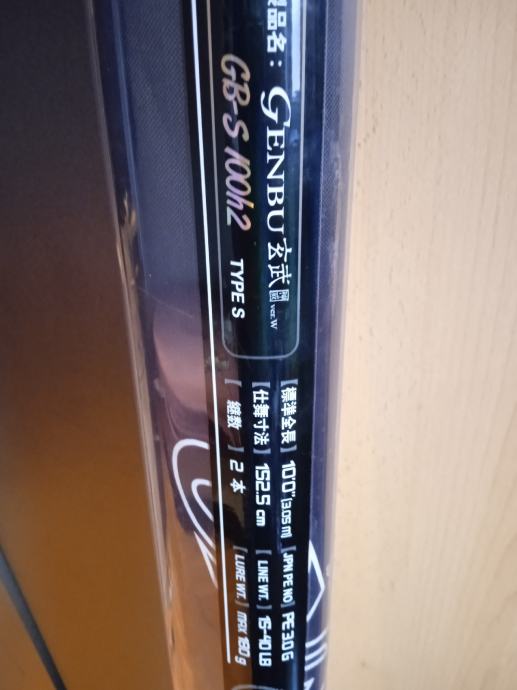 製品名： GENBU 玄武 ver.W
GB-S 100h2 TYPE S
【標準全長】 10'0" (3.05 m) 【JPN PE NO】 PE 3.0 G
【仕舞寸法】 152.5 cm 【LINE WT.】 15-40 LB
【 継数 】 2 本 【LURE WT.】 MAX 180 g